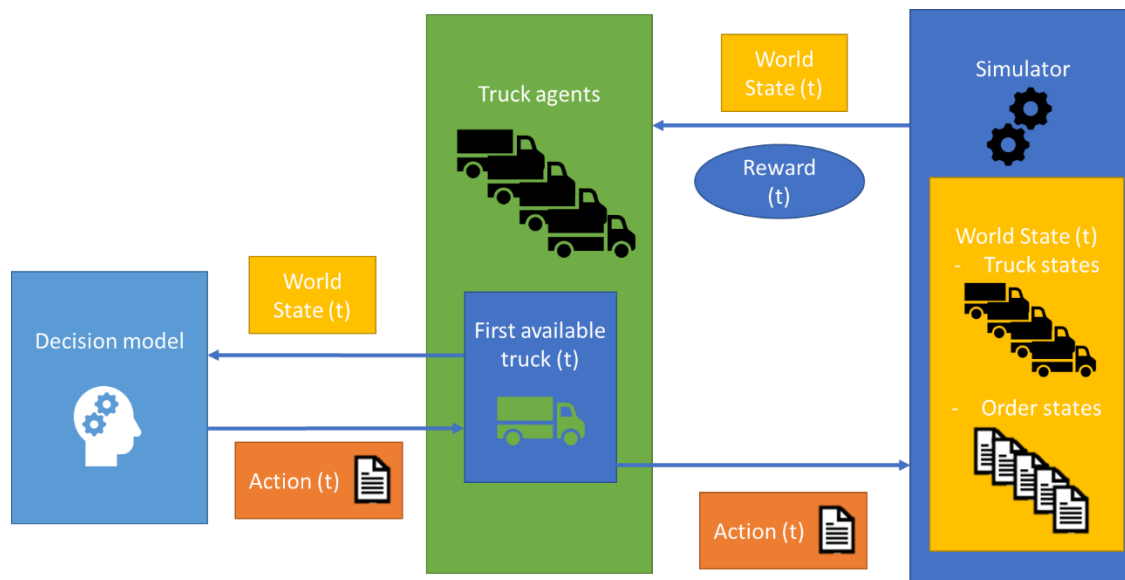 Decision model
World
State (t)
Action (t)
Truck agents
First available
truck (t)
World
State (t)
Reward
(t)
Action (t)
Simulator
World State (t)
- Truck states
- Order states